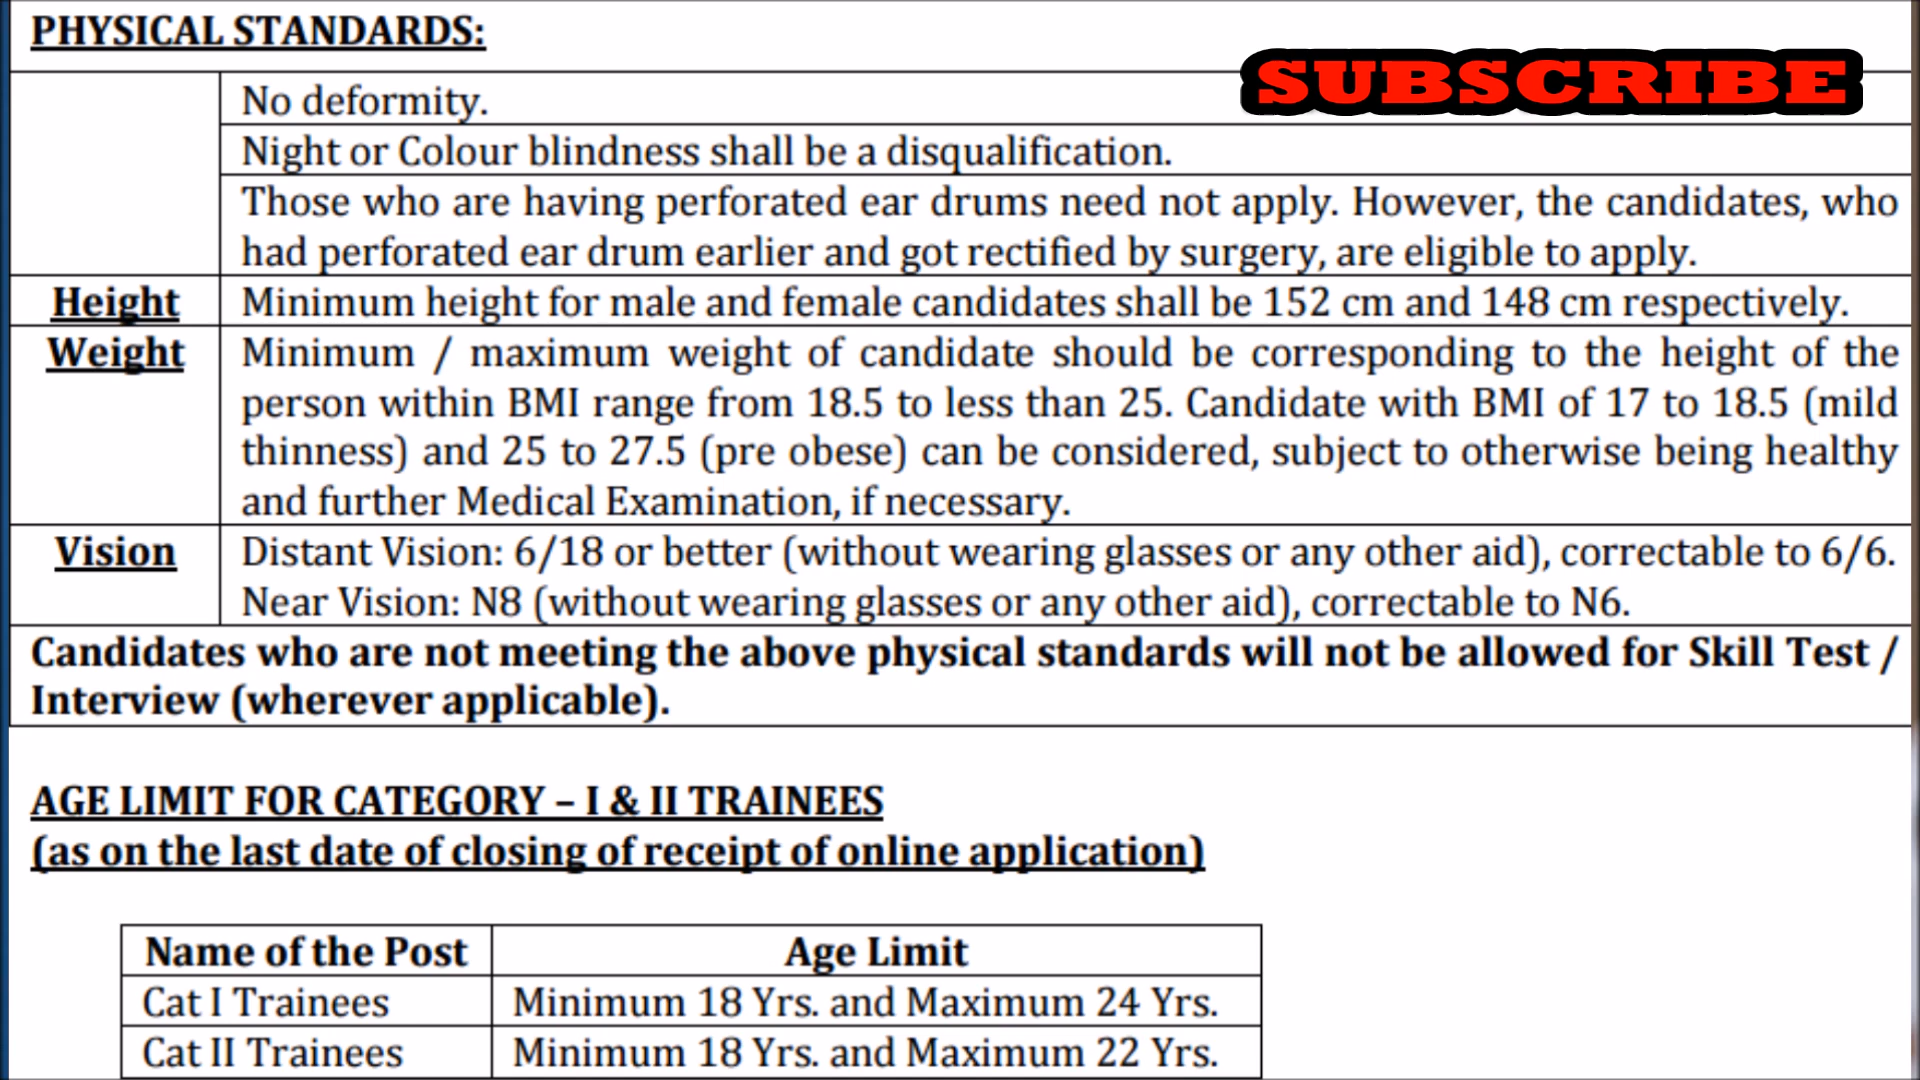 PHYSICAL STANDARDS:
SUBSCRIBE
No deformity.
Night or Colour blindness shall be a disqualification.
Those who are having perforated ear drums need not apply. However, the candidates, who
had perforated ear drum earlier and got rectified by surgery, are eligible to apply.
Height Minimum height for male and female candidates shall be 152 cm and 148 cm respectively.
Weight Minimum / maximum weight of candidate should be corresponding to the height of the
person within BMI range from 18.5 to less than 25. Candidate with BMI of 17 to 18.5 (mild
thinness) and 25 to 27.5 (pre obese) can be considered, subject to otherwise being healthy
and further Medical Examination, if necessary.
Vision Distant Vision: 6/18 or better (without wearing glasses or any other aid), correctable to 6/6.
Near Vision: N8 (without wearing glasses or any other aid), correctable to N6.
Candidates who are not meeting the above physical standards will not be allowed for Skill Test /
Interview (wherever applicable).
AGE LIMIT FOR CATEGORY – I & II TRAINEES
(as on the last date of closing of receipt of online application)
Name of the Post Age Limit
Cat I Trainees Minimum 18 Yrs. and Maximum 24 Yrs.
Cat II Trainees Minimum 18 Yrs. and Maximum 22 Yrs.